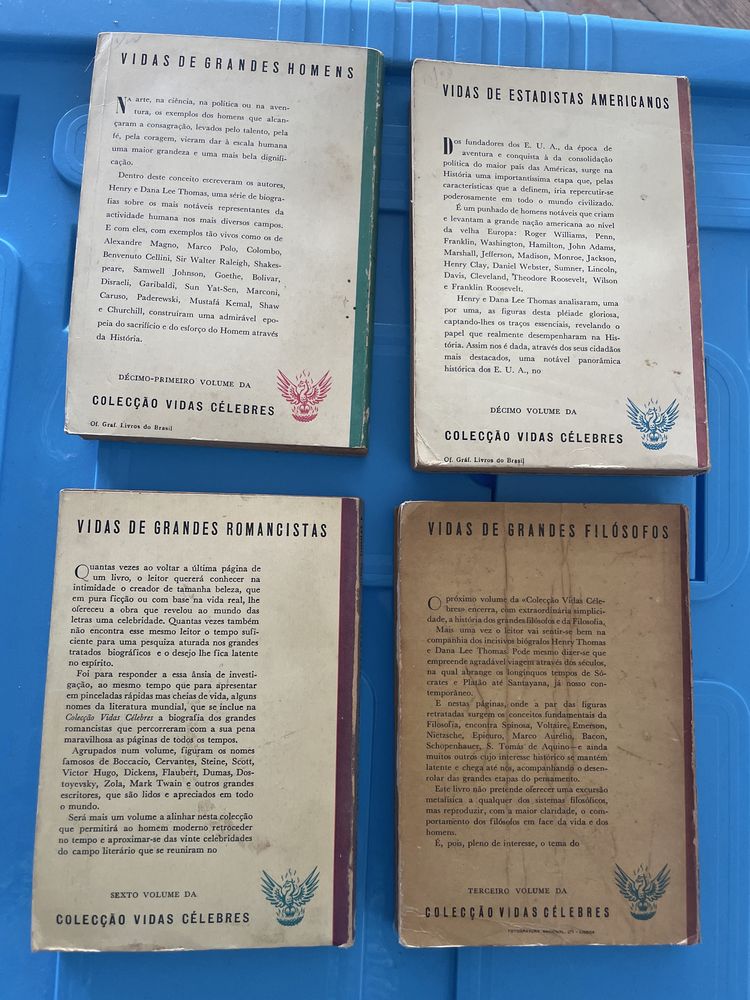 VIDAS DE GRANDES HOMENS
NA arte, na ciência, na política ou na aven-
tura, os exemplos dos homens que alcan-
çaram a consagração, levados pelo talento, pela
fé, pela coragem, vieram dar à escala humana
uma maior grandeza e uma mais bela dignifi-
cação.
Dentro deste conceito escreveram os autores,
Henry e Dana Lee Thomas, uma série de biogra-
fias sobre os mais notáveis representantes da
actividade humana nos mais diversos campos.
E com eles, com exemplos tão vivos como os de
Alexandre Magno, Marco Polo, Colombo,
Benvenuto Cellini, Sir Walter Raleigh, Shakes-
peare, Samwell Johnson, Goethe, Bolivar,
Disraeli, Garibaldi, Sun Yat-Sen, Marconi,
Caruso, Paderewski, Mustafá Kemal, Shaw
e Churchill, construíram uma admirável epo-
peia do sacrifício e do esforço do Homem através
da História.
DÉCIMO-PRIMEIRO VOLUME DA
COLECÇÃO VIDAS CÉLEBRES
Of. Gráf. Livros do Brasil
VIDAS DE ESTADISTAS AMERICANOS
Dos fundadores dos E. U. A., da época de
aventura e conquista à da consolidação
política do maior país das Américas, surge na
História uma importantíssima etapa que, pelas
características que a definem, iria repercutir-se
poderosamente em todo o mundo civilizado.
É um punhado de homens notáveis que criam
e levantam a grande nação americana ao nível
da velha Europa: Roger Williams, Penn,
Franklin, Washington, Hamilton, John Adams,
Marshall, Jefferson, Madison, Monroe, Jackson,
Henry Clay, Daniel Webster, Sumner, Lincoln,
Davis, Cleveland, Theodore Roosevelt, Wilson
e Franklin Roosevelt.
Henry e Dana Lee Thomas analisaram, uma
por uma, as figuras desta plêiade gloriosa,
captando-lhes os traços essenciais, revelando o
papel que realmente desempenharam na His-
tória. Assim nos é dada, através dos seus cidadãos
mais destacados, uma notável panorâmica
histórica dos E. U. A., no
DÉCIMO VOLUME DA
COLECÇÃO VIDAS CÉLEBRES
Of. Gráf. Livros do Brasil
VIDAS DE GRANDES ROMANCISTAS
Quantas vezes ao voltar a última página de
um livro, o leitor quererá conhecer na
intimidade o creador de tamanha beleza, que
em pura ficção ou com base na vida real, lhe
ofereceu a obra que revelou ao mundo das
letras uma celebridade. Quantas vezes também
não encontra esse mesmo leitor o tempo sufi-
ciente para uma pesquiza aturada nos grandes
tratados biográficos e o desejo lhe fica latente
no espírito.
Foi para responder a essa ânsia de investi-
gação, ao mesmo tempo que para apresentar
em pinceladas rápidas mas cheias de vida, alguns
nomes da literatura mundial, que se inclue na
Colecção Vidas Célebres a biografia dos grandes
romancistas que percorreram com a sua pena
maravilhosa as páginas de todos os tempos.
Agrupados num volume, figuram os nomes
famosos de Boccacio, Cervantes, Steine, Scott,
Victor Hugo, Dickens, Flaubert, Dumas, Dos-
toyevsky, Zola, Mark Twain e outros grandes
escritores, que são lidos e apreciados em todo
o mundo.
Será mais um volume a alinhar nesta colecção
que permitirá ao homem moderno retroceder
no tempo e aproximar-se das vinte celebridades
do campo literário que se reuniram no
SEXTO VOLUME DA
COLECÇÃO VIDAS CÉLEBRES
VIDAS DE GRANDES FILÓSOFOS
O próximo volume da «Colecção Vidas Céle-
bres» encerra, com extraordinária simplici-
dade, a história dos grandes filósofos e da Filosofia.
Mais uma vez o leitor vai sentir-se bem na
companhia dos incisivos biógrafos Henry Thomas
e Dana Lee Thomas. Pode mesmo dizer-se que
empreende agradável viagem através dos séculos,
na qual abrange os longínquos tempos de Só-
crates e Platão até Santayana, já nosso con-
temporâneo.
E nestas páginas, onde a par das figuras
retratadas surgem os conceitos fundamentais da
Filosofia, encontra Spinosa, Voltaire, Emerson,
Nietzsche, Epicuro, Marco Aurélio, Bacon,
Schopenhauer, S. Tomás de Aquino—e ainda
muitos outros cujo interesse histórico se mantém
latente e chega até nós, acompanhando o desen-
rolar das grandes etapas do pensamento.
Este livro não pretende oferecer uma excursão
metafísica a qualquer dos sistemas filosóficos,
mas reproduzir, com a maior claridade, o com-
portamento dos filósofos em face da vida e dos
homens.
É, pois, pleno de interesse, o tema do
TERCEIRO VOLUME DA
COLECÇÃO VIDAS CÉLEBRES